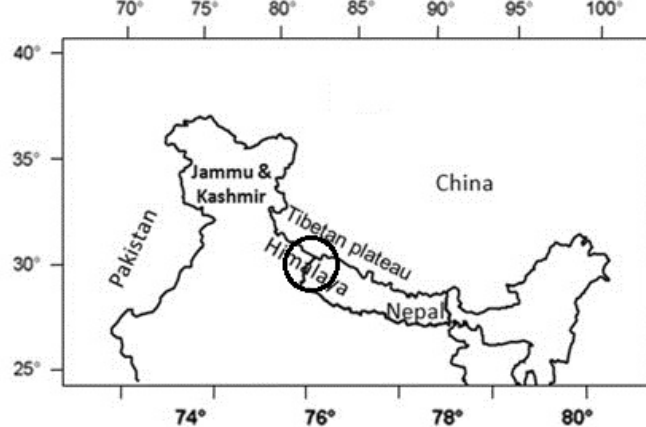 70° 75° 80° 85° 91° 95° 100°
40°
35°
30°
25°
Jammu &
Kashmir
China
Pakistan
Tibetan plateau
Himalaya
Nepal
74° 76° 78° 80°